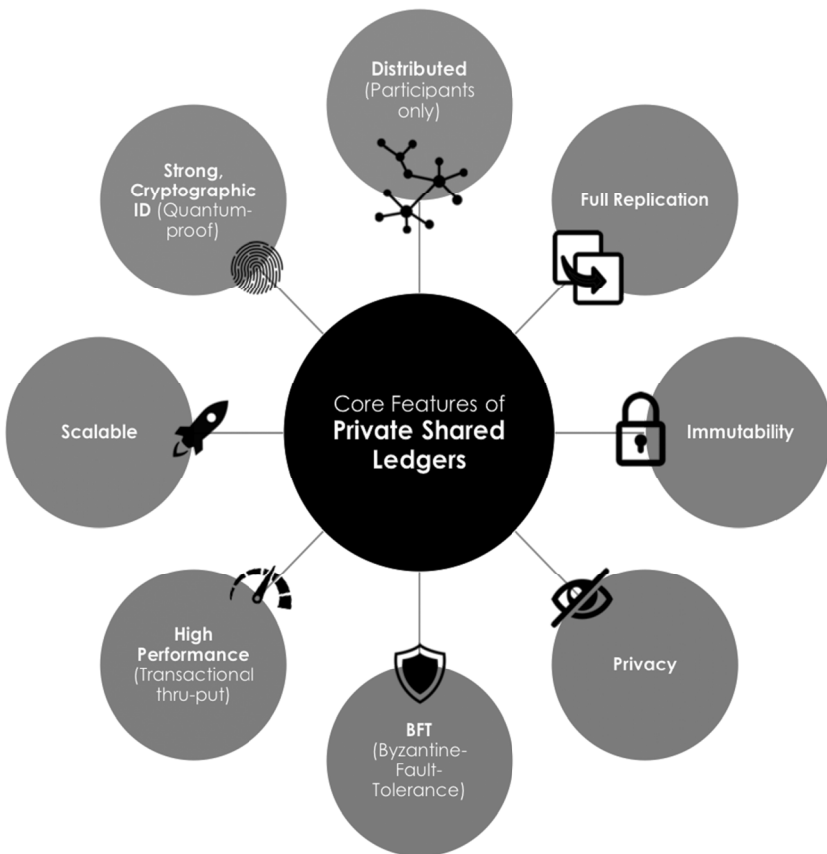 Core Features of
Private Shared
Ledgers
Distributed
(Participants
only)
Full Replication
Immutability
Privacy
BFT
(Byzantine-
Fault-
Tolerance)
High
Performance
(Transactional
thru-put)
Scalable
Strong,
Cryptographic
ID (Quantum-
proof)